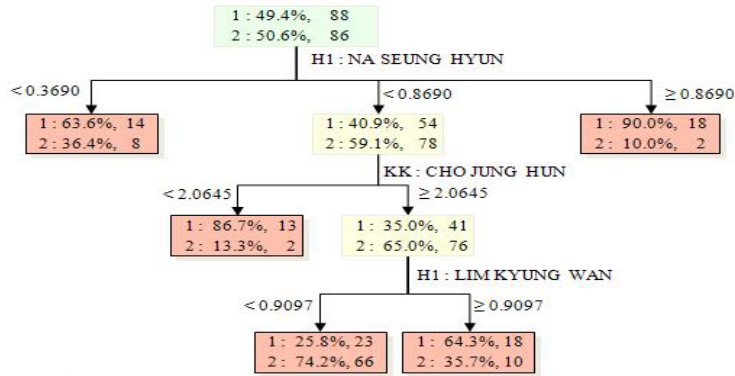 1 : 49.4%, 88
2 : 50.6%, 86
H1 : NA SEUNG HYUN
<0.3690
<0.8690
≥0.8690
1 : 63.6%, 14
2 : 36.4%, 8
1 : 40.9%, 54
2 : 59.1%, 78
1 : 90.0%, 18
2 : 10.0%, 2
KK : CHO JUNG HUN
<2.0645
≥2.0645
1 : 86.7%, 13
2 : 13.3%, 2
1 : 35.0%, 41
2 : 65.0%, 76
H1 : LIM KYUNG WAN
<0.9097
≥0.9097
1 : 25.8%, 23
2 : 74.2%, 66
1 : 64.3%, 18
2 : 35.7%, 10